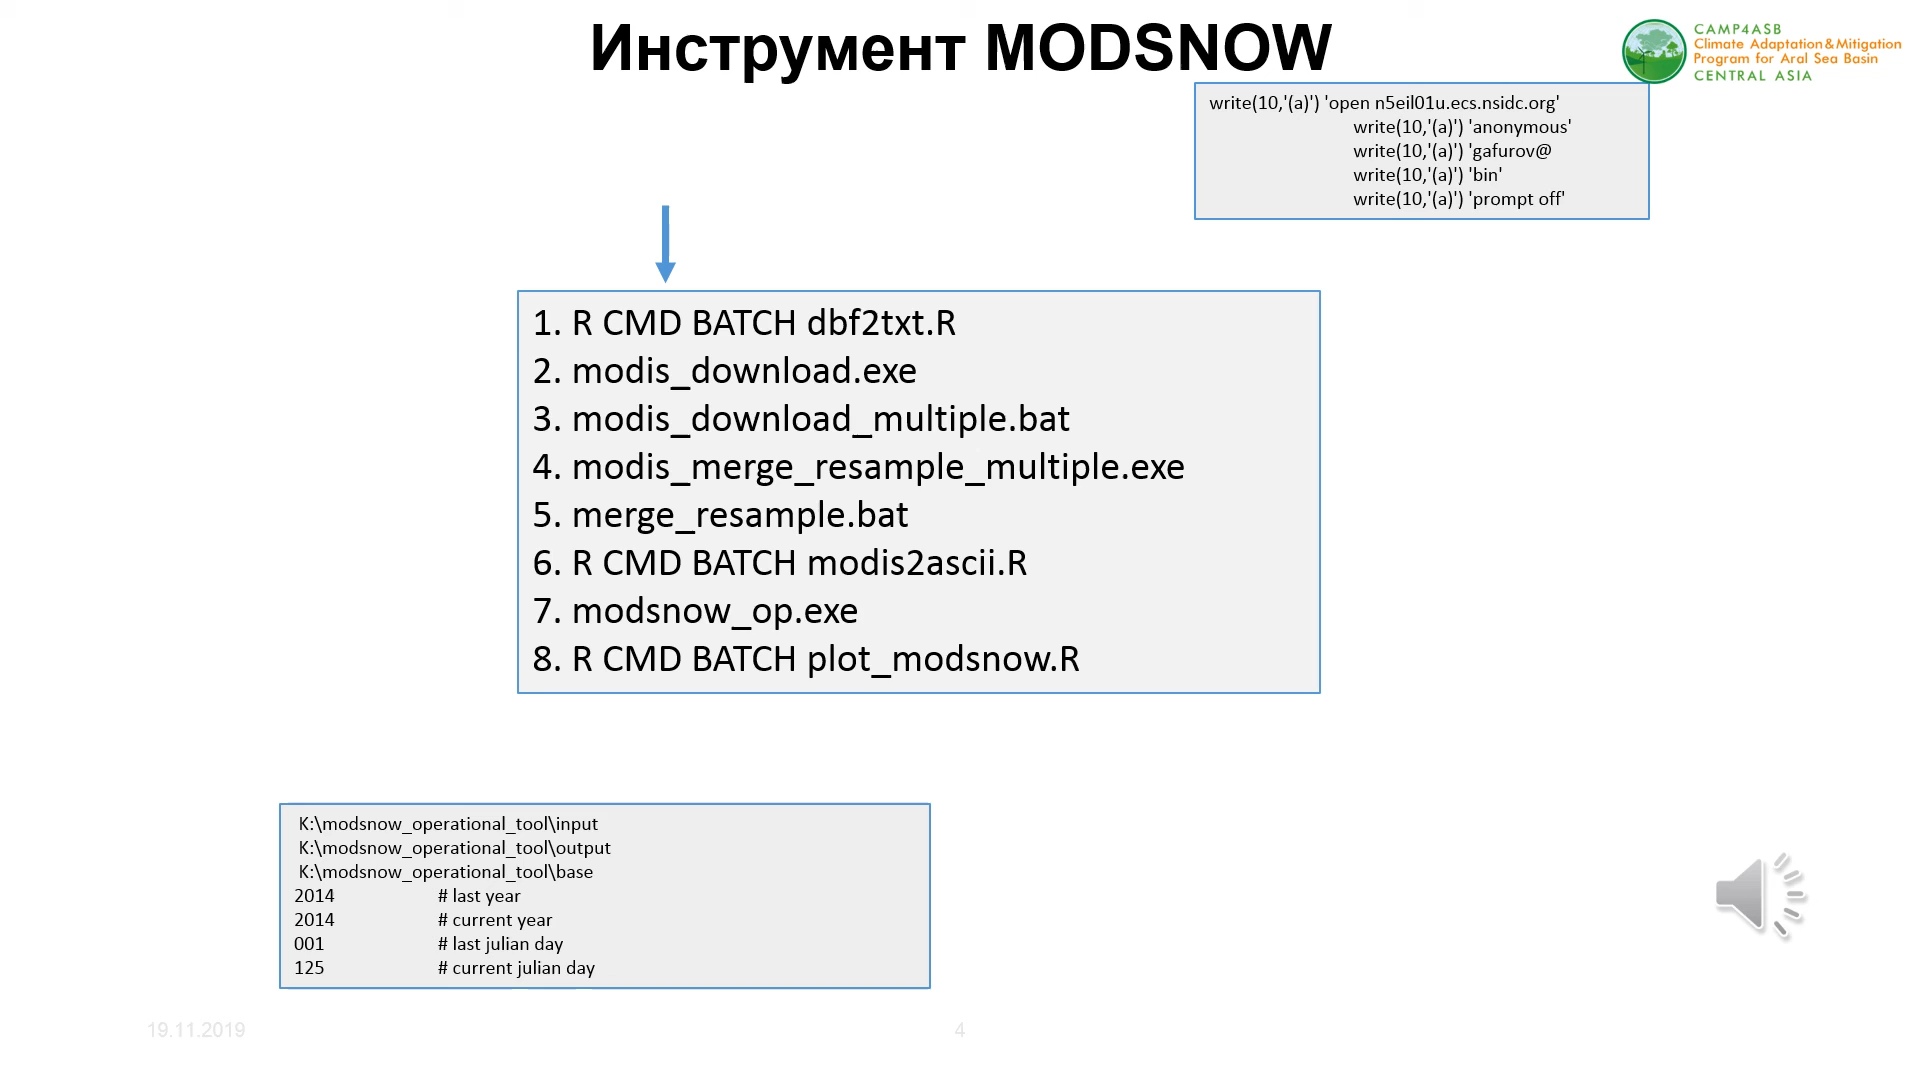 Инструмент MODSNOW
CAMP4ASB
Climate Adaptation & Mitigation
Program for Aral Sea Basin
CENTRAL ASIA
write(10,'(a)') 'open n5eil01u.ecs.nsidc.org'
write(10,'(a)') 'anonymous'
write(10,'(a)') 'gafurov@
write(10,'(a)') 'bin'
write(10,'(a)') 'prompt off'
1. R CMD BATCH dbf2txt.R
2. modis_download.exe
3. modis_download_multiple.bat
4. modis_merge_resample_multiple.exe
5. merge_resample.bat
6. R CMD BATCH modis2ascii.R
7. modsnow_op.exe
8. R CMD BATCH plot_modsnow.R
K:\modsnow_operational_tool\input
K:\modsnow_operational_tool\output
K:\modsnow_operational_tool\base
2014 # last year
2014 # current year
001 # last julian day
125 # current julian day
19.11.2019
4